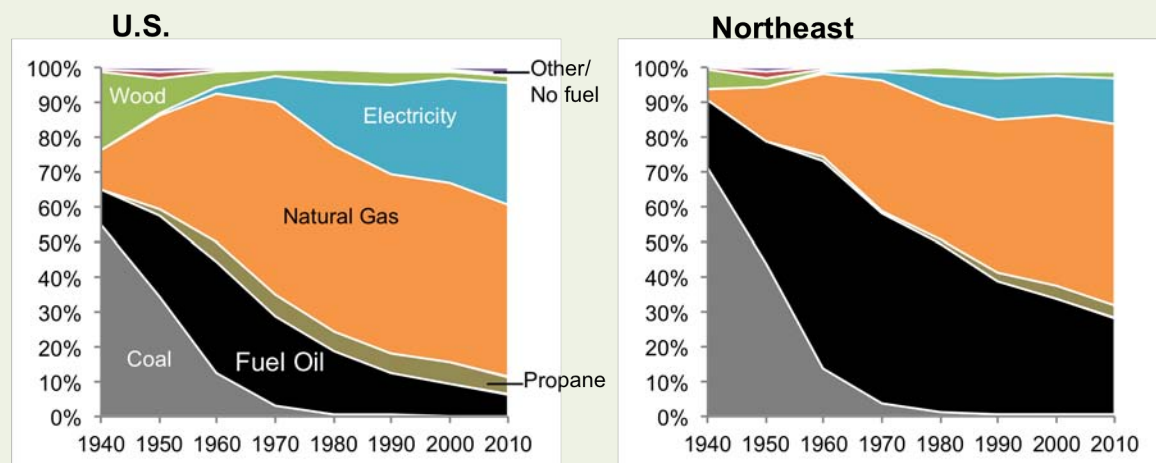 U.S.
100%
90%
80%
70%
60%
50%
40%
30%
20%
10%
0%
1940 1950 1960 1970 1980 1990 2000 2010
Wood
Electricity
Natural Gas
Coal
Fuel Oil
Other/
No fuel
Propane
Northeast
100%
90%
80%
70%
60%
50%
40%
30%
20%
10%
0%
1940 1950 1960 1970 1980 1990 2000 2010